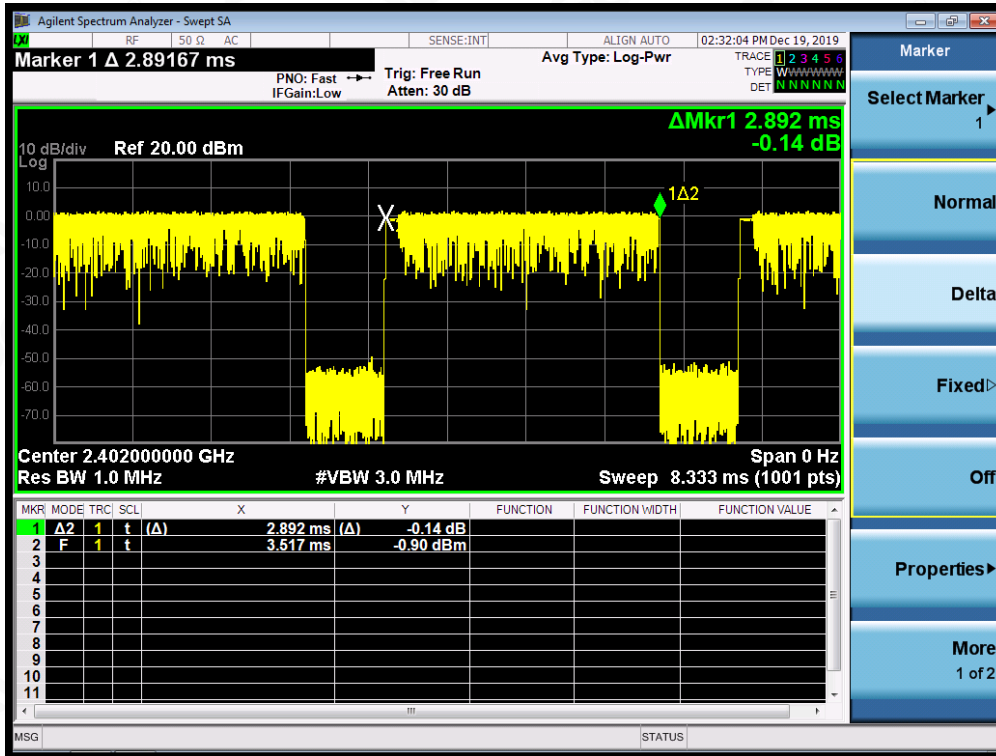 Agilent Spectrum Analyzer - Swept SA
LXI RF 50 Ω AC SENSE:INT ALIGN AUTO 02:32:04 PM Dec 19, 2019
Marker 1 Δ 2.89167 ms
PNO: Fast Trig: Free Run Avg Type: Log-Pwr TRACE 1 2 3 4 5 6
IFGain:Low Atten: 30 dB TYPE WWWWWW
DET N N N N N N
ΔMkr1 2.892 ms
10 dB/div Ref 20.00 dBm -0.14 dB
Log
10.0
0.00
-10.0
-20.0
-30.0
-40.0
-50.0
-60.0
-70.0
1Δ2
Center 2.402000000 GHz Span 0 Hz
Res BW 1.0 MHz #VBW 3.0 MHz Sweep 8.333 ms (1001 pts)
MKR MODE TRC SCL X Y FUNCTION FUNCTION WIDTH FUNCTION VALUE
1 Δ2 1 t (Δ) 2.892 ms (Δ) -0.14 dB
2 F 1 t 3.517 ms -0.90 dBm
3
4
5
6
7
8
9
10
11
MSG STATUS
Marker
Select Marker
1
Normal
Delta
Fixed
Off
Properties
More
1 of 2